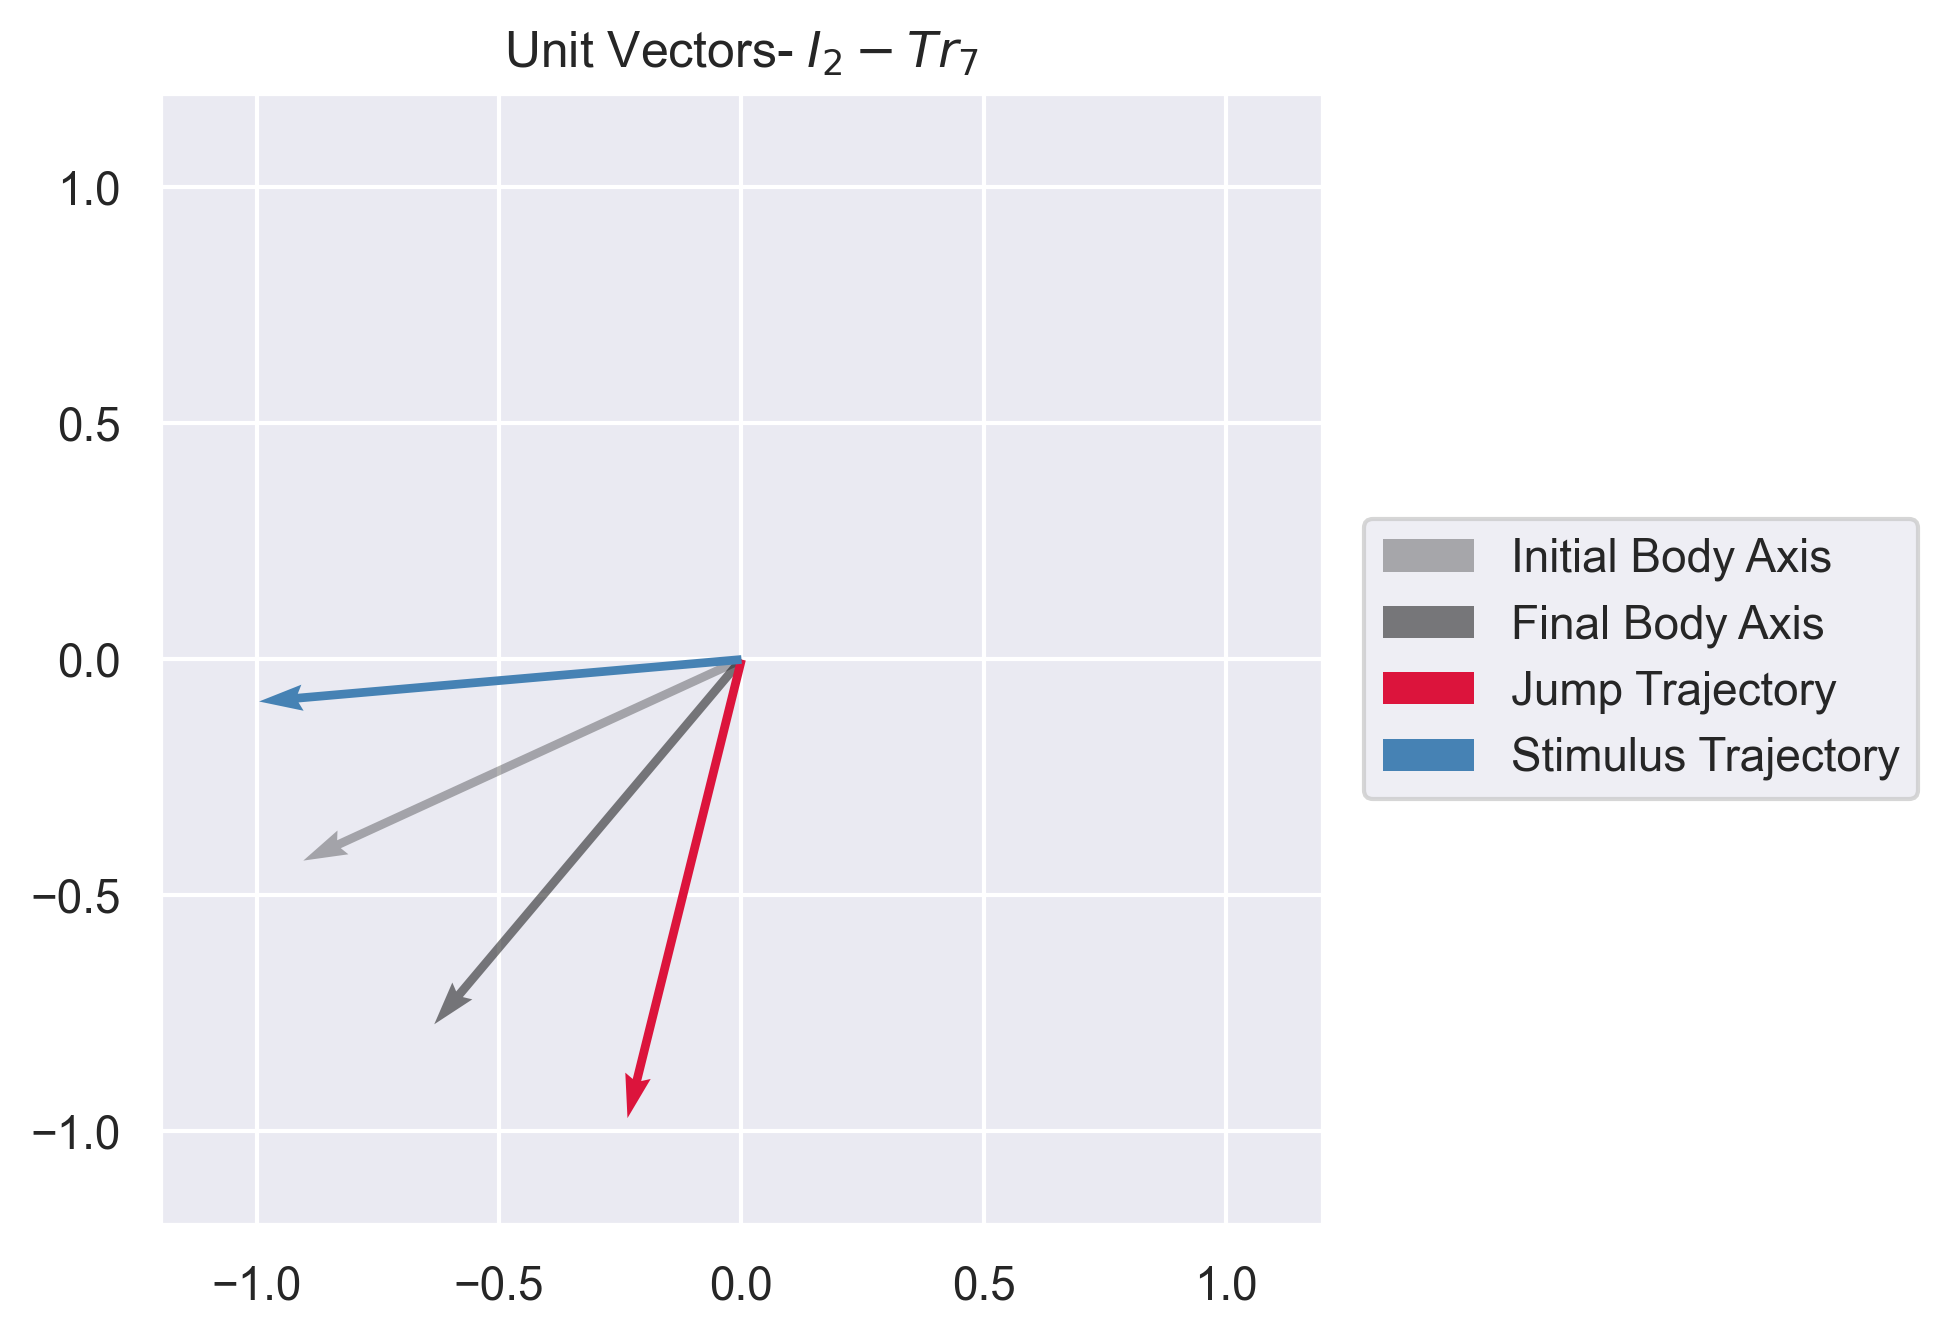 Unit Vectors- I₂ − Tr₇
1.0
0.5
0.0
−0.5
−1.0
−1.0 −0.5 0.0 0.5 1.0
Initial Body Axis
Final Body Axis
Jump Trajectory
Stimulus Trajectory